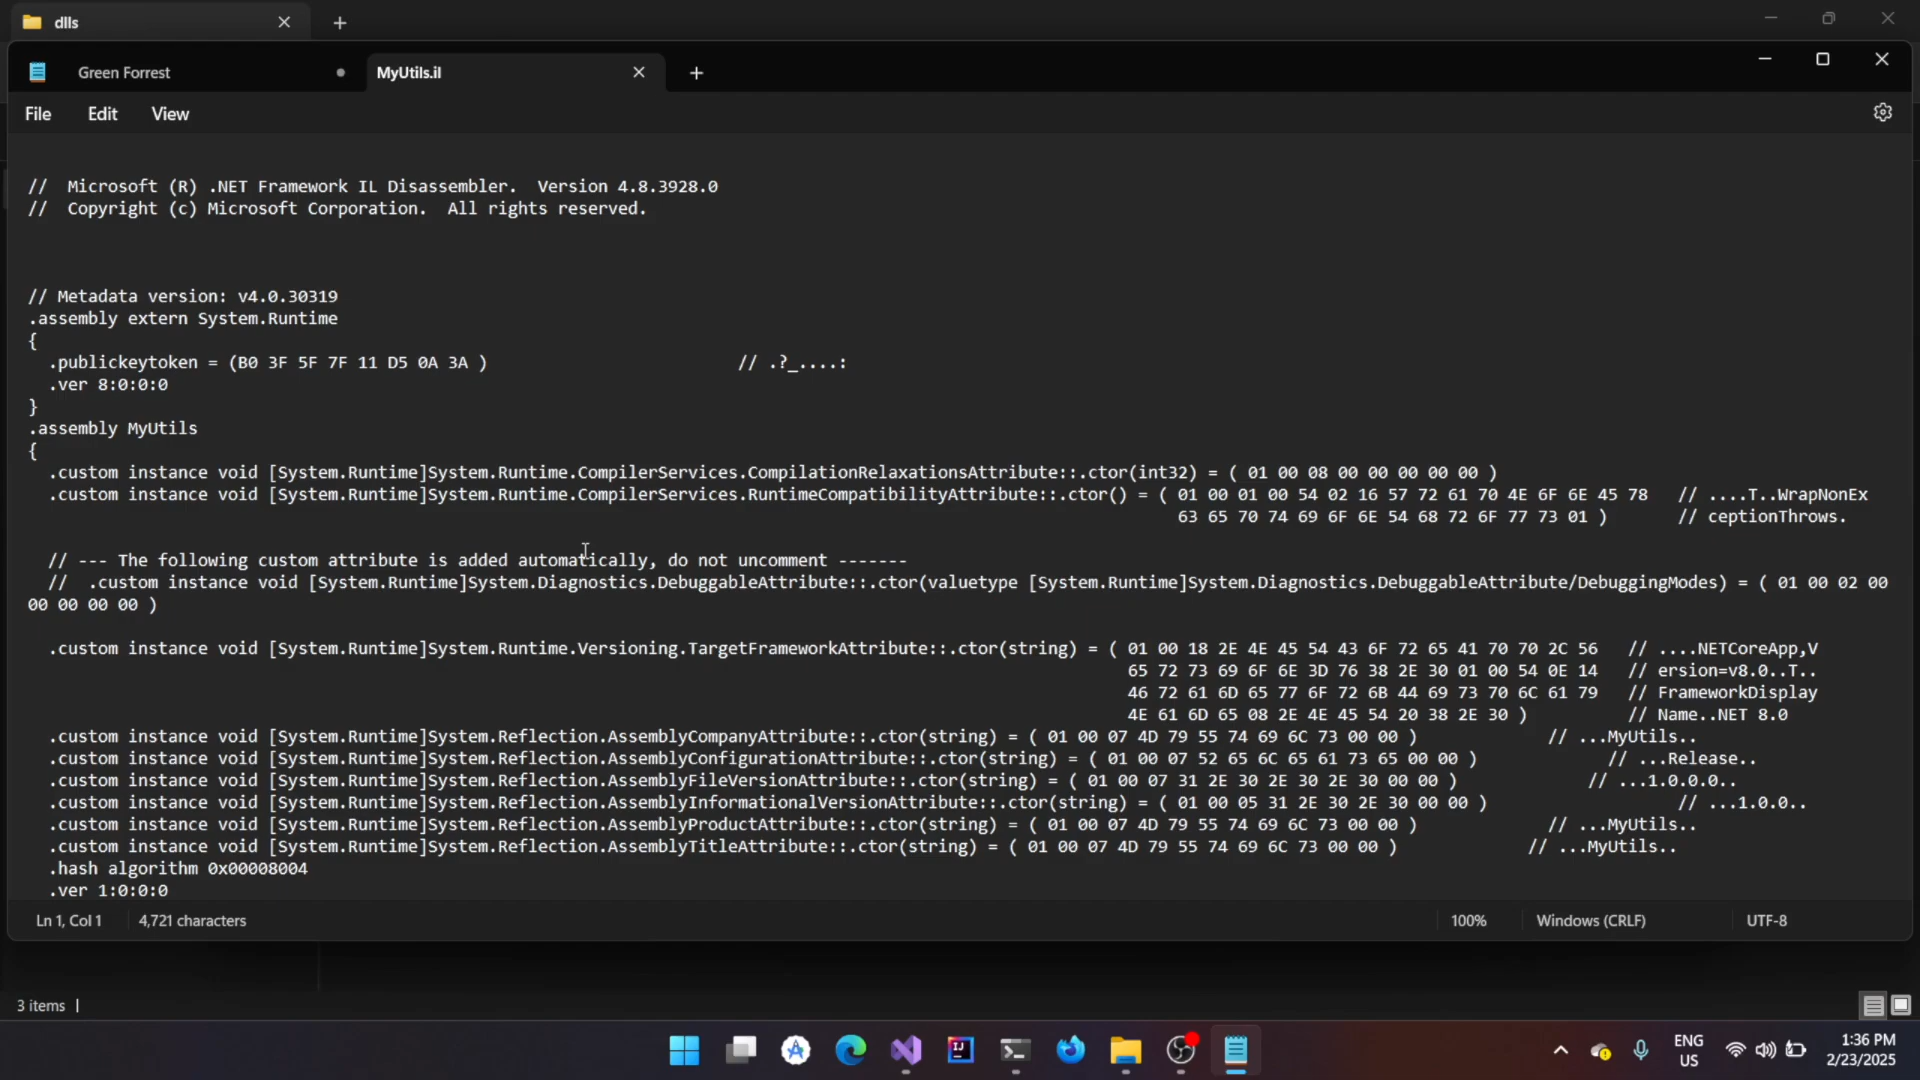 dlls
Green Forrest
MyUtils.il
File Edit View
//  Microsoft (R) .NET Framework IL Disassembler.  Version 4.8.3928.0
//  Copyright (c) Microsoft Corporation.  All rights reserved.
// Metadata version: v4.0.30319
.assembly extern System.Runtime
{
.publickeytoken = (B0 3F 5F 7F 11 D5 0A 3A )                         // .?_....:
.ver 8:0:0:0
}
.assembly MyUtils
{
.custom instance void [System.Runtime]System.Runtime.CompilerServices.CompilationRelaxationsAttribute::.ctor(int32) = ( 01 00 08 00 00 00 00 00 )
.custom instance void [System.Runtime]System.Runtime.CompilerServices.RuntimeCompatibilityAttribute::.ctor() = ( 01 00 01 00 54 02 16 57 72 61 70 4E 6F 6E 45 78   // ....T..WrapNonEx
63 65 70 74 69 6F 6E 54 68 72 6F 77 73 01 )       // ceptionThrows.
// --- The following custom attribute is added automatically, do not uncomment -------
//  .custom instance void [System.Runtime]System.Diagnostics.DebuggableAttribute::.ctor(valuetype [System.Runtime]System.Diagnostics.DebuggableAttribute/DebuggingModes) = ( 01 00 02 00
00 00 00 00 )
.custom instance void [System.Runtime]System.Runtime.Versioning.TargetFrameworkAttribute::.ctor(string) = ( 01 00 18 2E 4E 45 54 43 6F 72 65 41 70 70 2C 56   // ....NETCoreApp,V
65 72 73 69 6F 6E 3D 76 38 2E 30 01 00 54 0E 14   // ersion=v8.0..T..
46 72 61 6D 65 77 6F 72 6B 44 69 73 70 6C 61 79   // FrameworkDisplay
4E 61 6D 65 08 2E 4E 45 54 20 38 2E 30 )          // Name..NET 8.0
.custom instance void [System.Runtime]System.Reflection.AssemblyCompanyAttribute::.ctor(string) = ( 01 00 07 4D 79 55 74 69 6C 73 00 00 )             // ...MyUtils..
.custom instance void [System.Runtime]System.Reflection.AssemblyConfigurationAttribute::.ctor(string) = ( 01 00 07 52 65 6C 65 61 73 65 00 00 )             // ...Release..
.custom instance void [System.Runtime]System.Reflection.AssemblyFileVersionAttribute::.ctor(string) = ( 01 00 07 31 2E 30 2E 30 2E 30 00 00 )             // ...1.0.0.0..
.custom instance void [System.Runtime]System.Reflection.AssemblyInformationalVersionAttribute::.ctor(string) = ( 01 00 05 31 2E 30 2E 30 00 00 )                   // ...1.0.0..
.custom instance void [System.Runtime]System.Reflection.AssemblyProductAttribute::.ctor(string) = ( 01 00 07 4D 79 55 74 69 6C 73 00 00 )             // ...MyUtils..
.custom instance void [System.Runtime]System.Reflection.AssemblyTitleAttribute::.ctor(string) = ( 01 00 07 4D 79 55 74 69 6C 73 00 00 )             // ...MyUtils..
.hash algorithm 0x00008004
.ver 1:0:0:0
Ln 1, Col 1 4,721 characters 100% Windows (CRLF) UTF-8
3 items
ENG
US
1:36 PM
2/23/2025